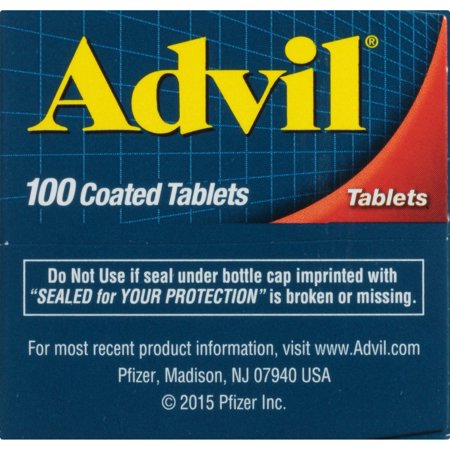 Advil®
100 Coated Tablets
Tablets
Do Not Use if seal under bottle cap imprinted with
"SEALED for YOUR PROTECTION" is broken or missing.
For most recent product information, visit www.Advil.com
Pfizer, Madison, NJ 07940 USA
© 2015 Pfizer Inc.